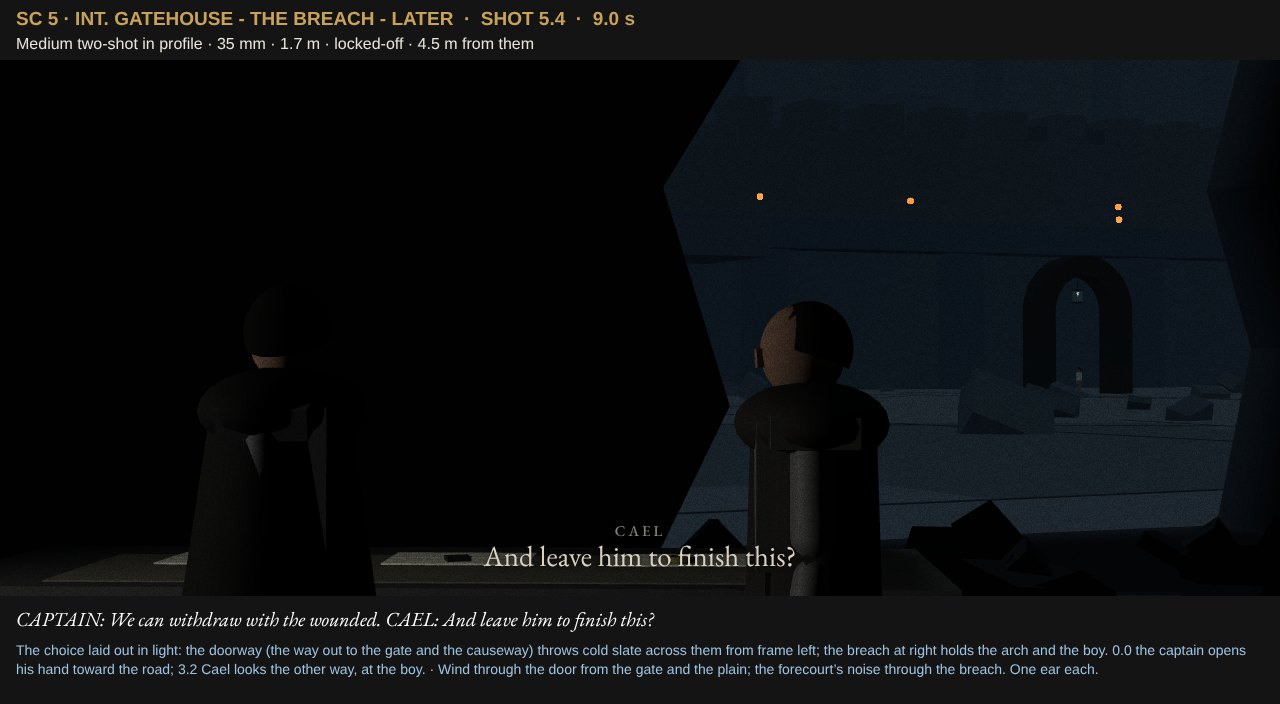 SC 5 · INT. GATEHOUSE - THE BREACH - LATER · SHOT 5.4 · 9.0 s
Medium two-shot in profile · 35 mm · 1.7 m · locked-off · 4.5 m from them
CAEL
And leave him to finish this?
CAPTAIN: We can withdraw with the wounded. CAEL: And leave him to finish this?
The choice laid out in light: the doorway (the way out to the gate and the causeway) throws cold slate across them from frame left; the breach at right holds the arch and the boy. 0.0 the captain opens
his hand toward the road; 3.2 Cael looks the other way, at the boy. · Wind through the door from the gate and the plain; the forecourt's noise through the breach. One ear each.